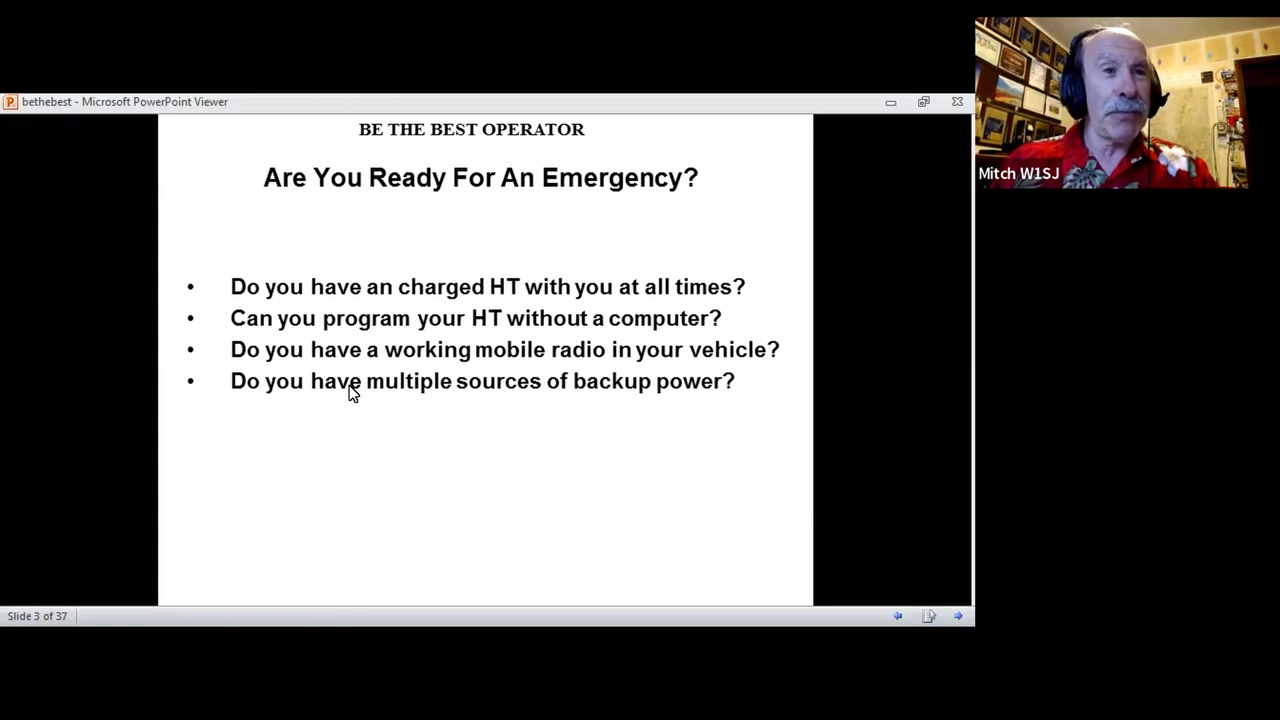 bethebest - Microsoft PowerPoint Viewer
BE THE BEST OPERATOR
Are You Ready For An Emergency?
• Do you have an charged HT with you at all times?
• Can you program your HT without a computer?
• Do you have a working mobile radio in your vehicle?
• Do you have multiple sources of backup power?
Slide 3 of 37
Mitch W1SJ